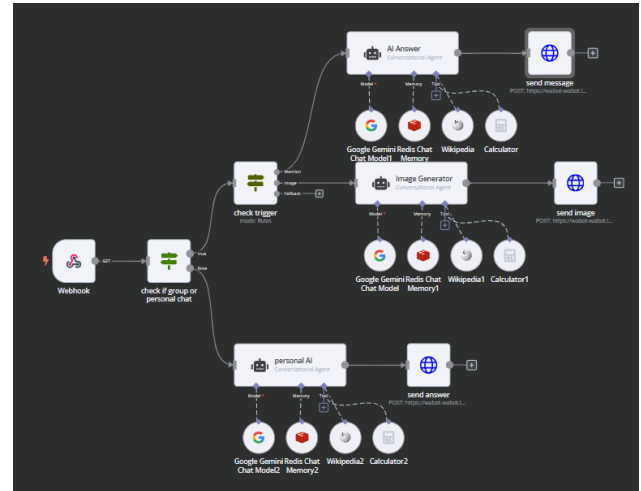 AI Answer
Conversational Agent
Model *
Memory
Tool
send message
POST: https://wabot-wabot.l...
Google Gemini
Chat Model1
Redis Chat
Memory
Wikipedia
Calculator
Mention
Image
Fallback
check trigger
mode: Rules
Image Generator
Conversational Agent
Model *
Memory
Tool
send image
POST: https://wabot-wabot.l...
Google Gemini
Chat Model
Redis Chat
Memory1
Wikipedia1
Calculator1
Webhook
GET
check if group or
personal chat
true
false
personal AI
Conversational Agent
Model *
Memory
Tool
send answer
POST: https://wabot-wabot.l...
Google Gemini
Chat Model2
Redis Chat
Memory2
Wikipedia2
Calculator2